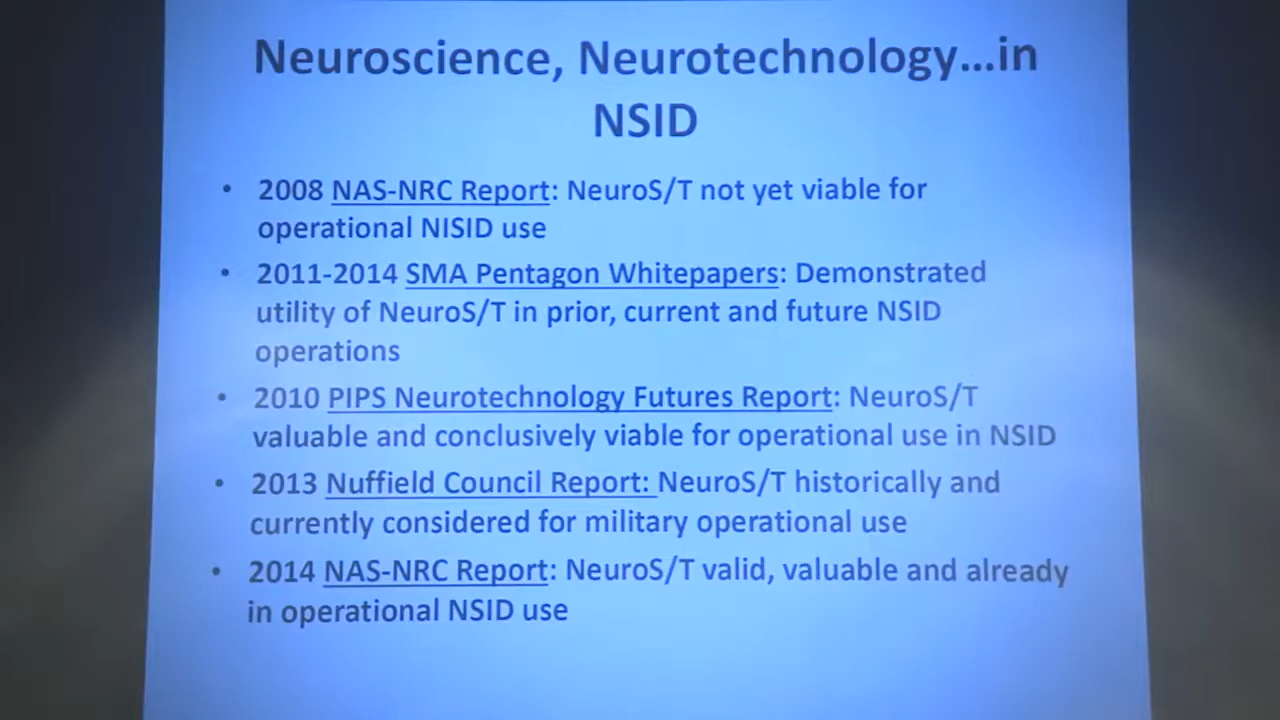 Neuroscience, Neurotechnology...in
NSID
• 2008 NAS-NRC Report: NeuroS/T not yet viable for
operational NISID use
• 2011-2014 SMA Pentagon Whitepapers: Demonstrated
utility of NeuroS/T in prior, current and future NSID
operations
• 2010 PIPS Neurotechnology Futures Report: NeuroS/T
valuable and conclusively viable for operational use in NSID
• 2013 Nuffield Council Report: NeuroS/T historically and
currently considered for military operational use
• 2014 NAS-NRC Report: NeuroS/T valid, valuable and already
in operational NSID use